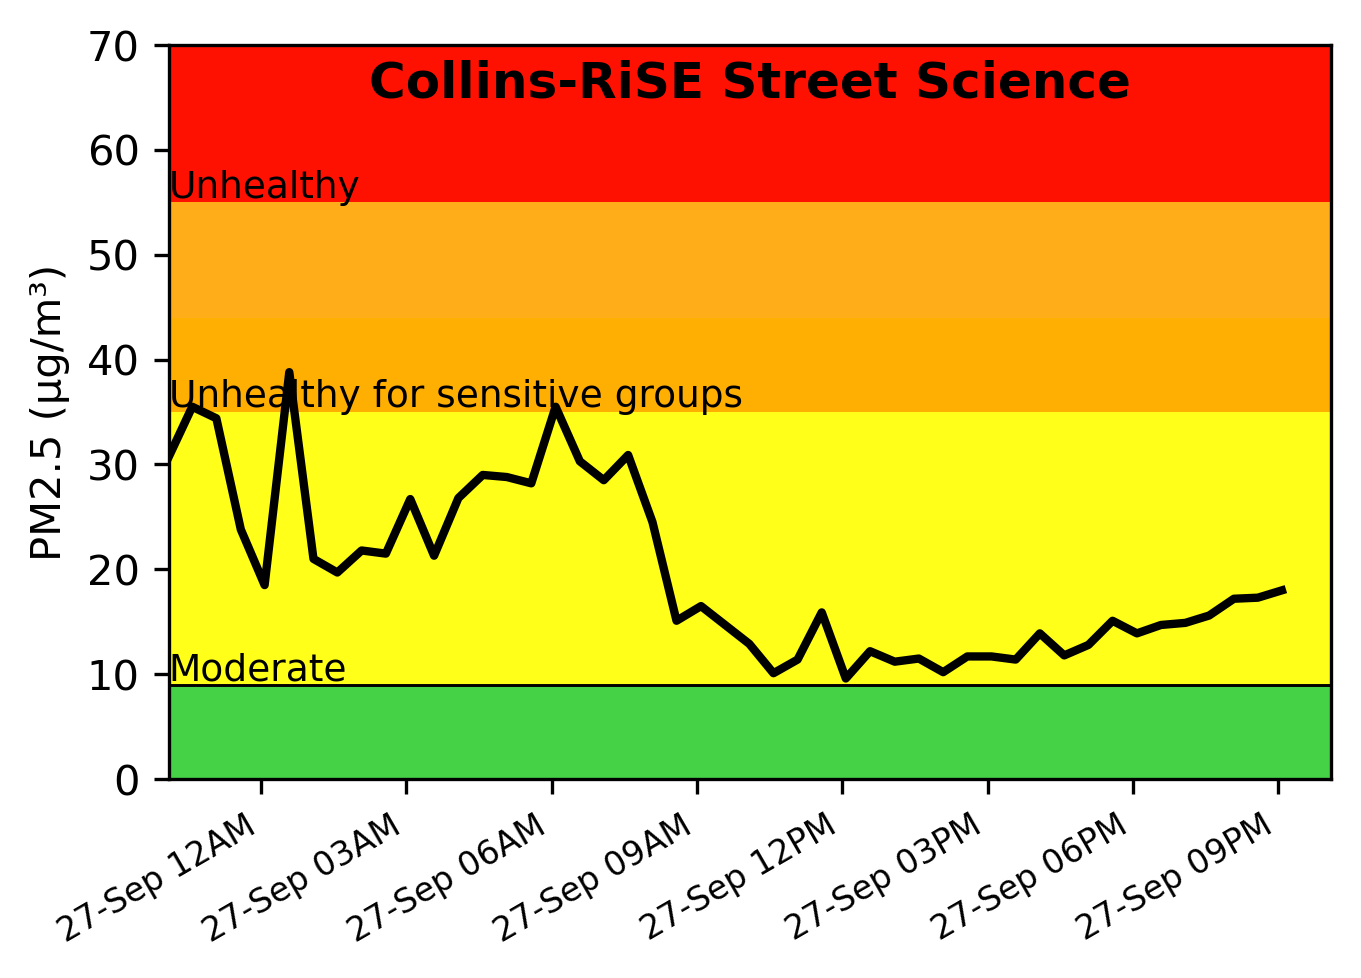 Collins-RiSE Street Science
70
60
Unhealthy
50
40
Unhealthy for sensitive groups
30
20
Moderate
10
0
PM2.5 (µg/m³)
27-Sep 12AM
27-Sep 03AM
27-Sep 06AM
27-Sep 09AM
27-Sep 12PM
27-Sep 03PM
27-Sep 06PM
27-Sep 09PM